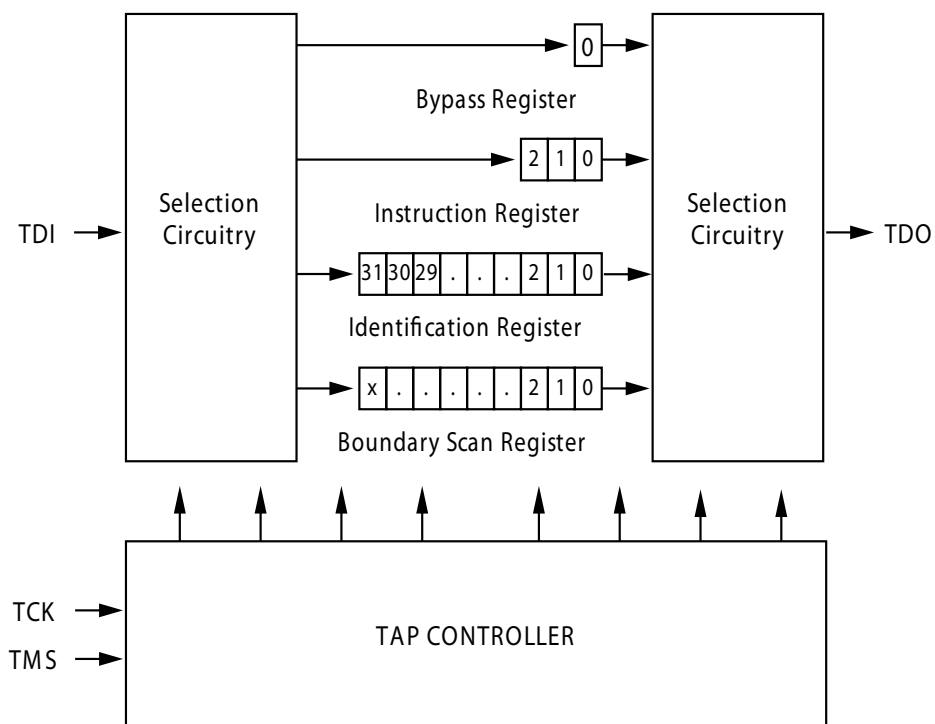 0
Bypass Register
2 1 0
Selection
Circuitry
Selection
Circuitry
Instruction Register
TDI
TDO
31 30 29 . . . 2 1 0
Identification Register
x . . . . . 2 1 0
Boundary Scan Register
TCK
TMS
TAP CONTROLLER